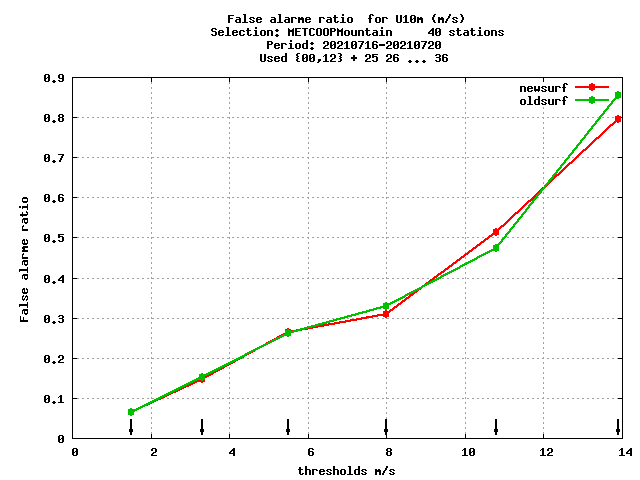 False alarme ratio  for U10m (m/s)
Selection: METCOOPMountain     40 stations
Period: 20210716-20210720
Used {00,12} + 25 26 ... 36
newsurf
oldsurf
False alarme ratio
0.9
0.8
0.7
0.6
0.5
0.4
0.3
0.2
0.1
0
0 2 4 6 8 10 12 14
thresholds m/s